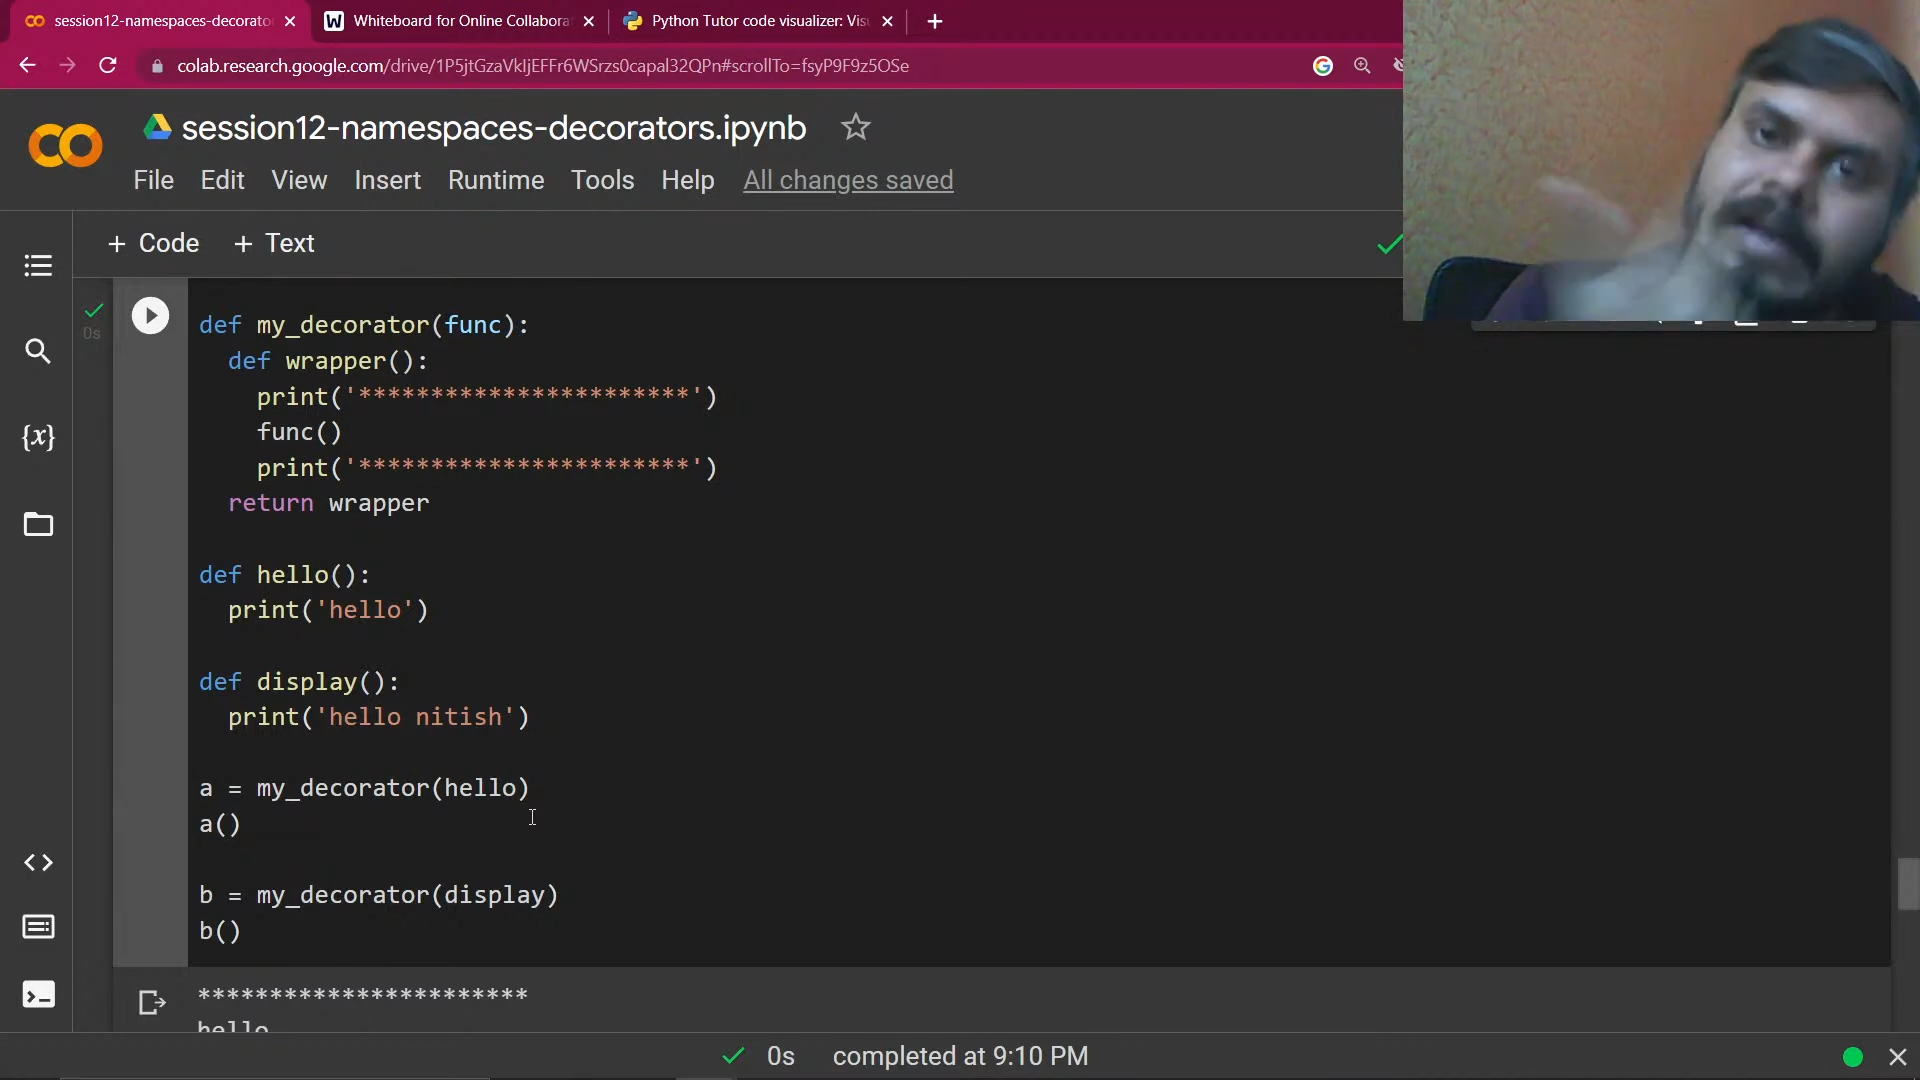 session12-namespaces-decorato
Whiteboard for Online Collabora
Python Tutor code visualizer: Vis
colab.research.google.com/drive/1P5jtGzaVkIjEFFr6WSrzs0capal32QPn#scrollTo=fsyP9F9z5OSe
session12-namespaces-decorators.ipynb
File Edit View Insert Runtime Tools Help All changes saved
+ Code + Text
0s
def my_decorator(func):
  def wrapper():
    print('***********************')
    func()
    print('***********************')
  return wrapper
def hello():
  print('hello')
def display():
  print('hello nitish')
a = my_decorator(hello)
a()
b = my_decorator(display)
b()
***********************
hello
0s completed at 9:10 PM